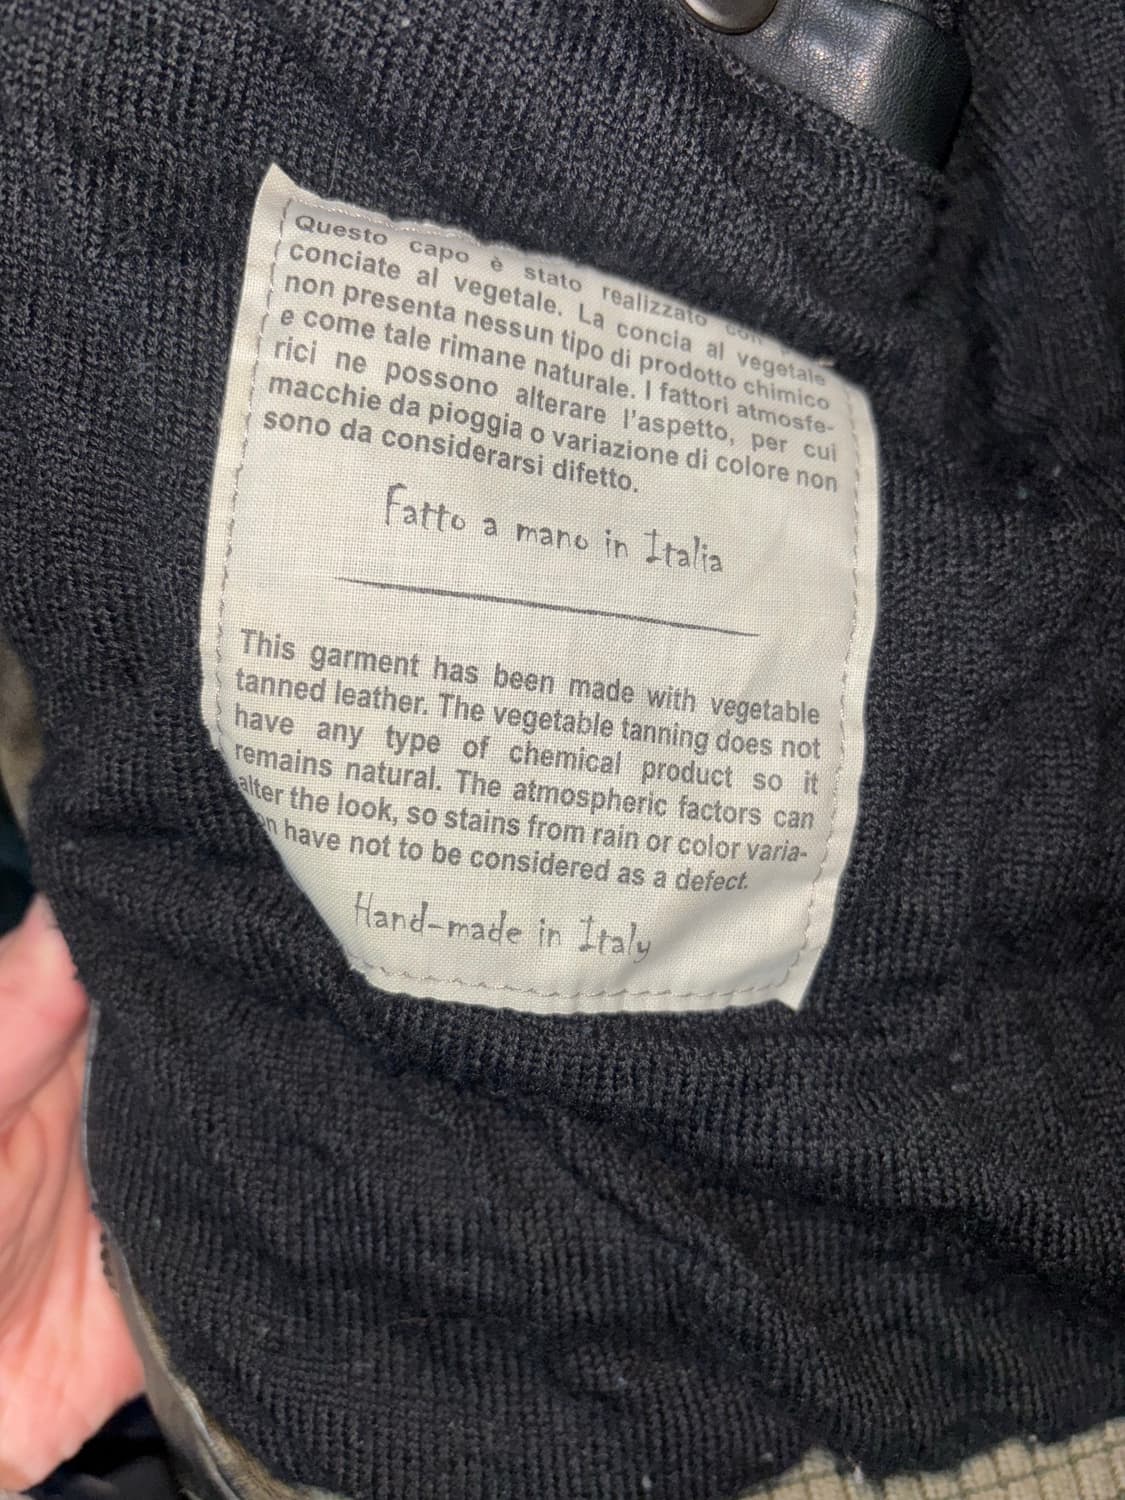 Questo capo è stato realizzato con
conciate al vegetale. La concia al vegetale
non presenta nessun tipo di prodotto chimico
e come tale rimane naturale. I fattori atmosfe-
rici ne possono alterare l'aspetto, per cui
macchie da pioggia o variazione di colore non
sono da considerarsi difetto.
Fatto a mano in Italia
This garment has been made with vegetable
tanned leather. The vegetable tanning does not
have any type of chemical product so it
remains natural. The atmospheric factors can
alter the look, so stains from rain or color varia-
on have not to be considered as a defect.
Hand-made in Italy